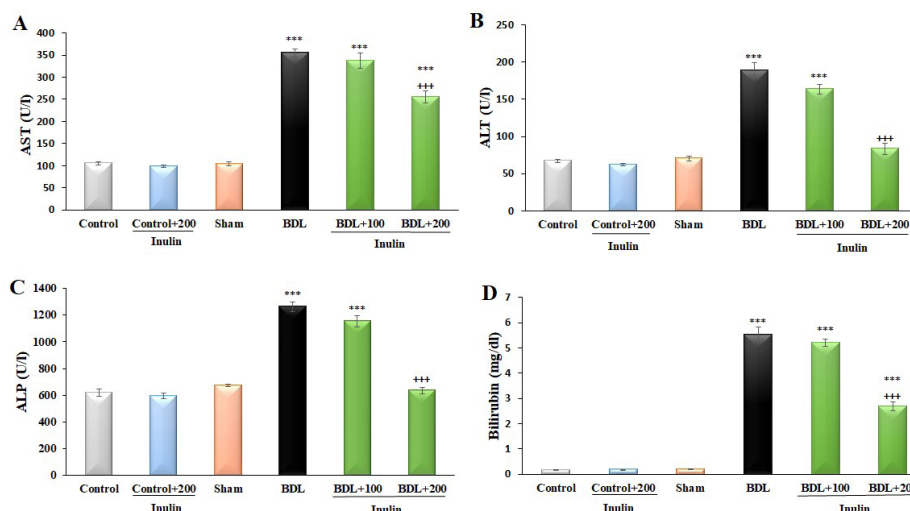 A
AST (U/l)
400
350
300
250
200
150
100
50
0
***
***
***
‡‡‡
Control
Control+200
Sham
BDL
BDL+100
BDL+200
Inulin
Inulin
B
ALT (U/l)
250
200
150
100
50
0
***
***
‡‡‡
Control
Control+200
Sham
BDL
BDL+100
BDL+200
Inulin
Inulin
C
ALP (U/l)
1400
1200
1000
800
600
400
200
0
***
***
‡‡‡
Control
Control+200
Sham
BDL
BDL+100
BDL+200
Inulin
Inulin
D
Bilirubin (mg/dl)
7
6
5
4
3
2
1
0
***
***
***
‡‡‡
Control
Control+200
Sham
BDL
BDL+100
BDL+20
Inulin
Inulin